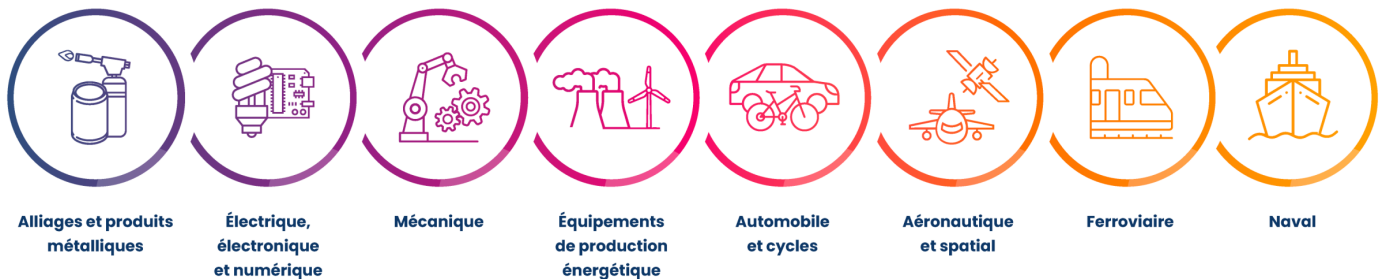 Alliages et produits
métalliques
Électrique,
électronique
et numérique
Mécanique
Équipements
de production
énergétique
Automobile
et cycles
Aéronautique
et spatial
Ferroviaire
Naval